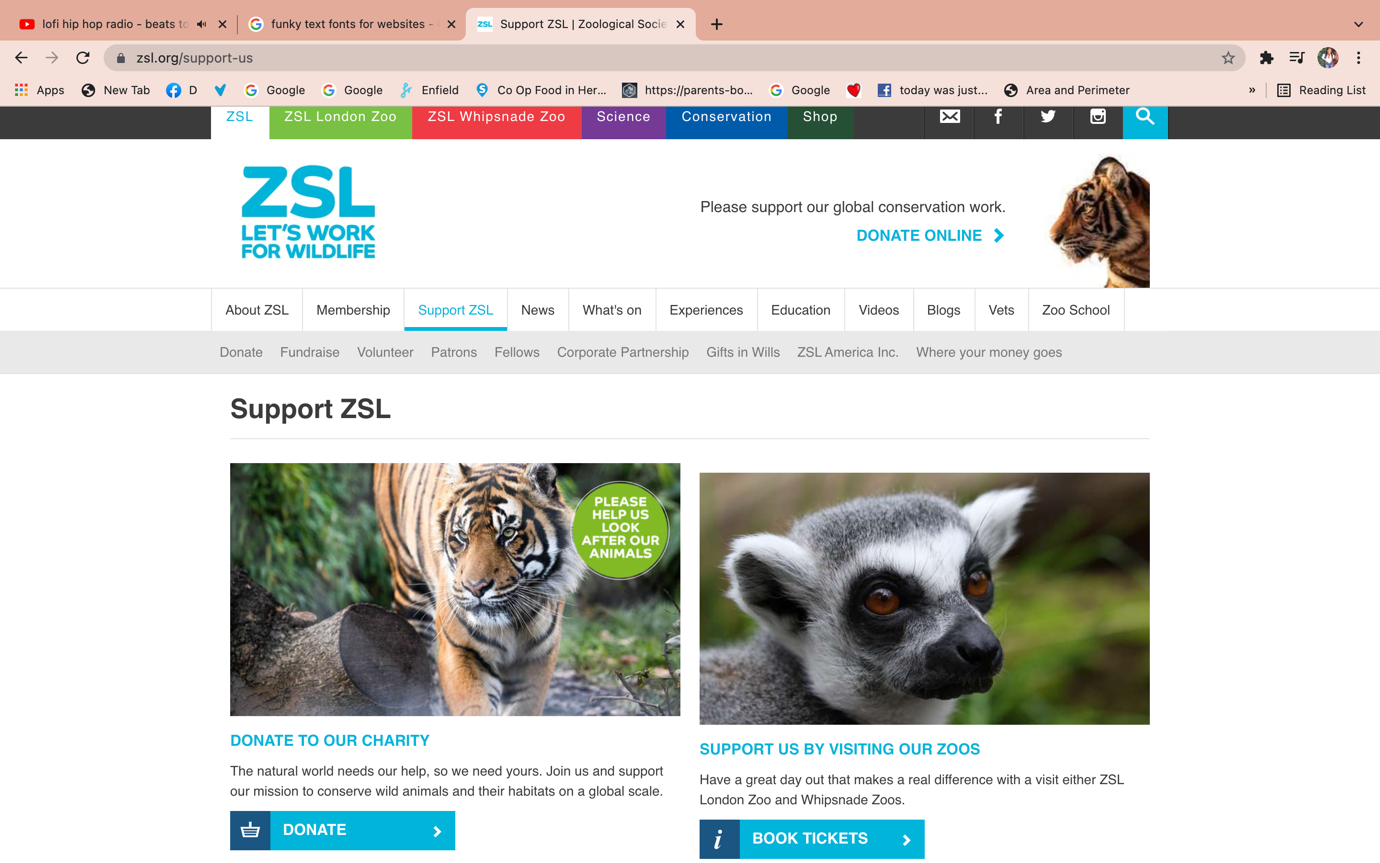 lofi hip hop radio - beats to
funky text fonts for websites -
ZSL Support ZSL | Zoological Socie
zsl.org/support-us
Apps New Tab D Google Google Enfield Co Op Food in Her... https://parents-bo... Google today was just... Area and Perimeter » Reading List
ZSL ZSL London Zoo ZSL Whipsnade Zoo Science Conservation Shop
ZSL
LET'S WORK
FOR WILDLIFE
Please support our global conservation work.
DONATE ONLINE
About ZSL Membership Support ZSL News What's on Experiences Education Videos Blogs Vets Zoo School
Donate Fundraise Volunteer Patrons Fellows Corporate Partnership Gifts in Wills ZSL America Inc. Where your money goes
Support ZSL
PLEASE
HELP US
LOOK
AFTER OUR
ANIMALS
DONATE TO OUR CHARITY
The natural world needs our help, so we need yours. Join us and support
our mission to conserve wild animals and their habitats on a global scale.
DONATE
SUPPORT US BY VISITING OUR ZOOS
Have a great day out that makes a real difference with a visit either ZSL
London Zoo and Whipsnade Zoos.
i BOOK TICKETS